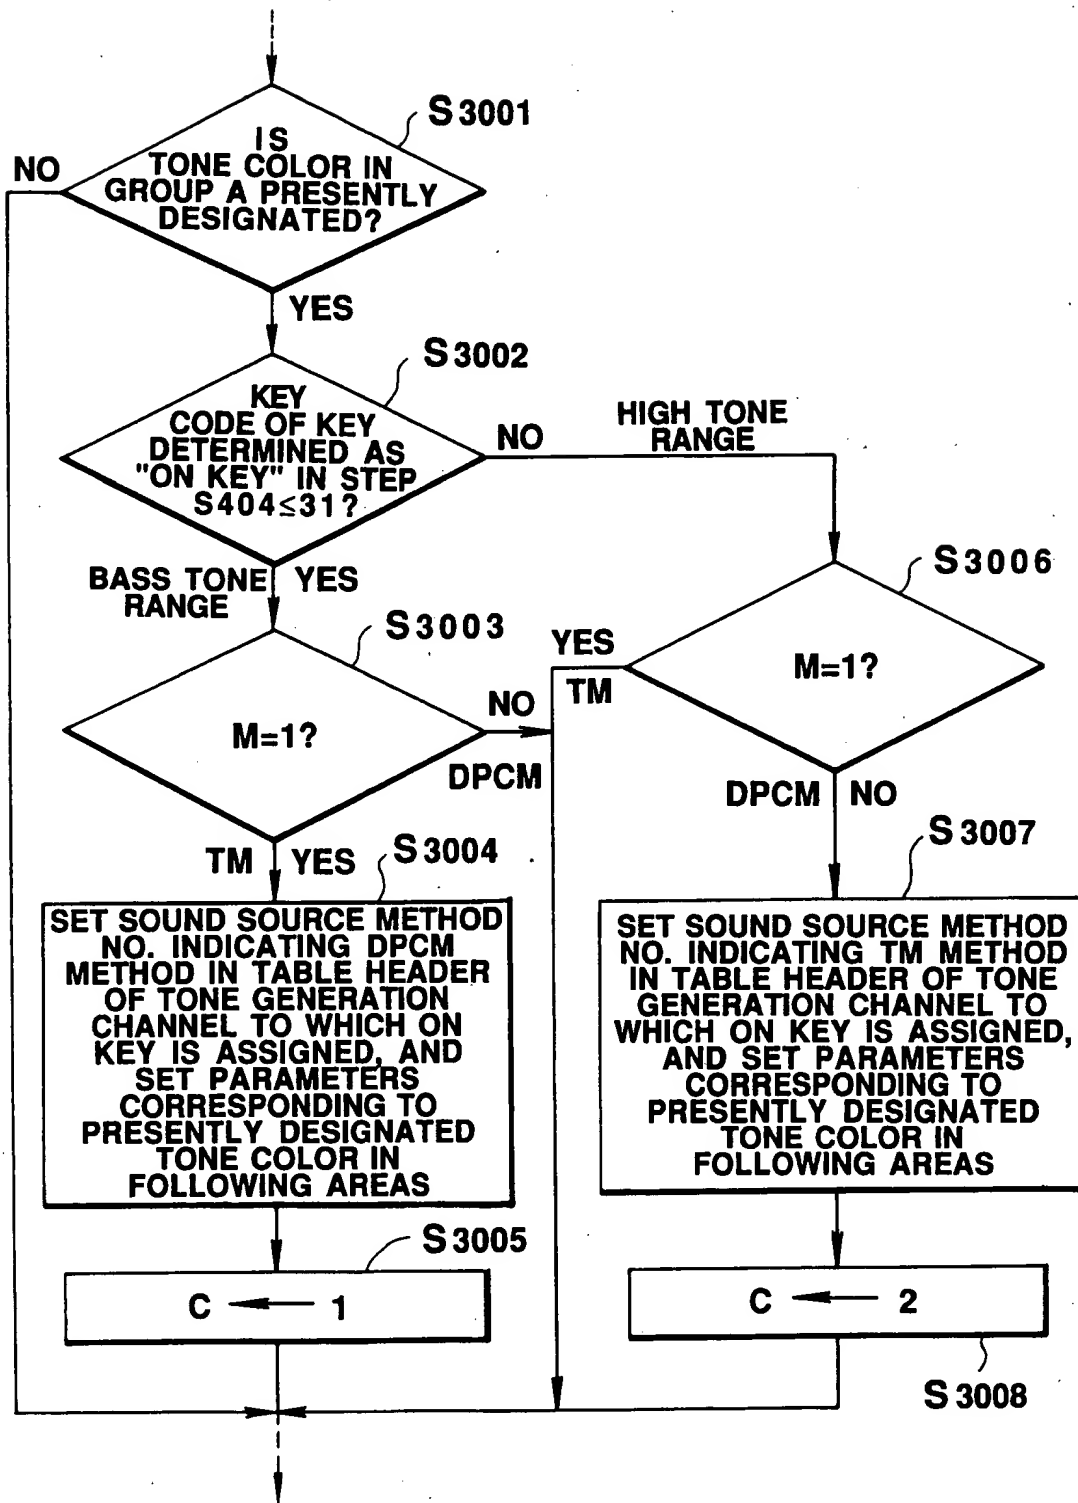 S3001
IS
TONE COLOR IN
GROUP A PRESENTLY
DESIGNATED?
NO
YES
S3002
KEY
CODE OF KEY
DETERMINED AS
"ON KEY" IN STEP
S404≤31?
NO
HIGH TONE
RANGE
BASS TONE
RANGE
YES
S3003
M=1?
NO
DPCM
S3006
M=1?
YES
TM
DPCM
NO
TM
YES
S3004
SET SOUND SOURCE METHOD
NO. INDICATING DPCM
METHOD IN TABLE HEADER
OF TONE GENERATION
CHANNEL TO WHICH ON
KEY IS ASSIGNED, AND
SET PARAMETERS
CORRESPONDING TO
PRESENTLY DESIGNATED
TONE COLOR IN
FOLLOWING AREAS
S3007
SET SOUND SOURCE METHOD
NO. INDICATING TM METHOD
IN TABLE HEADER OF TONE
GENERATION CHANNEL TO
WHICH ON KEY IS ASSIGNED,
AND SET PARAMETERS
CORRESPONDING TO
PRESENTLY DESIGNATED
TONE COLOR IN
FOLLOWING AREAS
S3005
C ← 1
C ← 2
S3008